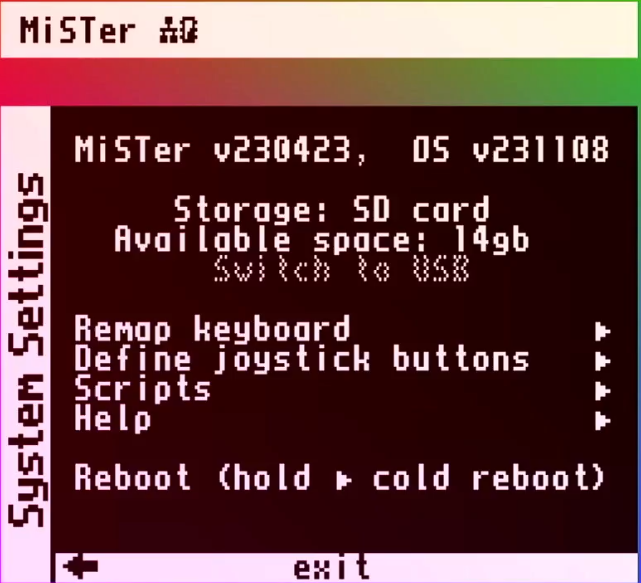 MiSTer
System Settings
MiSTer v230423, OS v231108
Storage: SD card
Available space: 14gb
Switch to USB
Remap keyboard
Define joystick buttons
Scripts
Help
Reboot (hold ▸ cold reboot)
exit